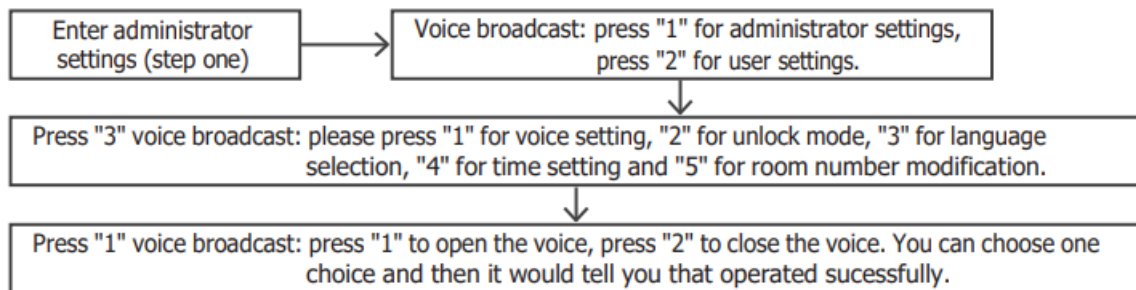 Enter administrator
settings (step one)
Voice broadcast: press "1" for administrator settings,
press "2" for user settings.
Press "3" voice broadcast: please press "1" for voice setting, "2" for unlock mode, "3" for language
selection, "4" for time setting and "5" for room number modification.
Press "1" voice broadcast: press "1" to open the voice, press "2" to close the voice. You can choose one
choice and then it would tell you that operated sucessfully.